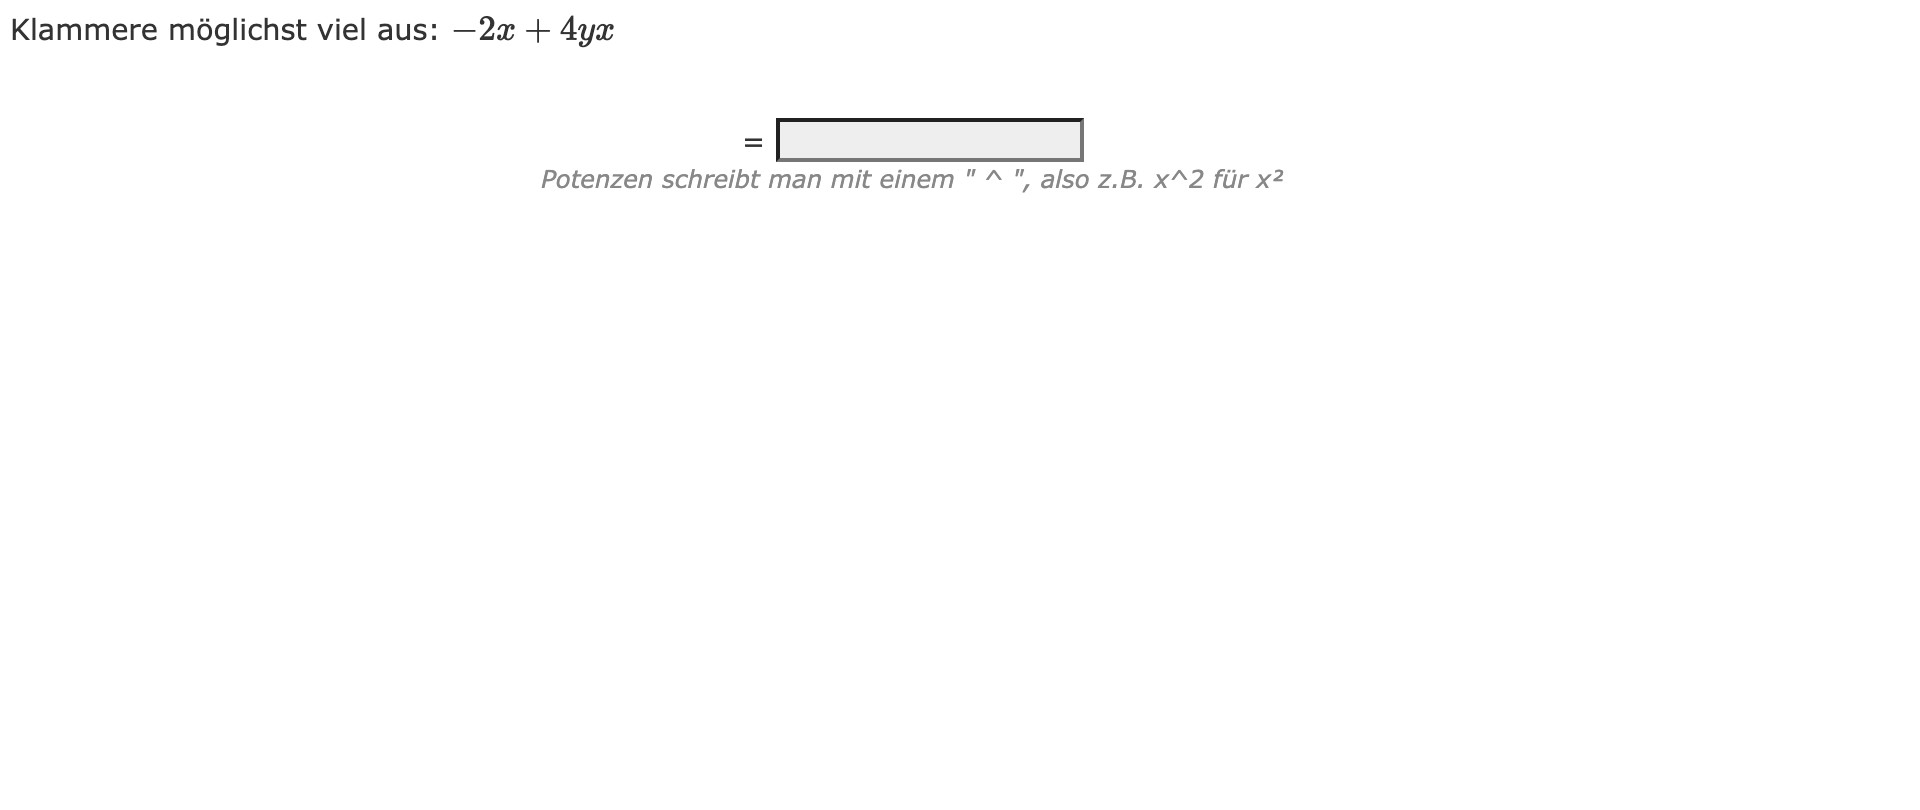 Klammere möglichst viel aus: −2x + 4yx
=
Potenzen schreibt man mit einem " ^ ", also z.B. x^2 für x²